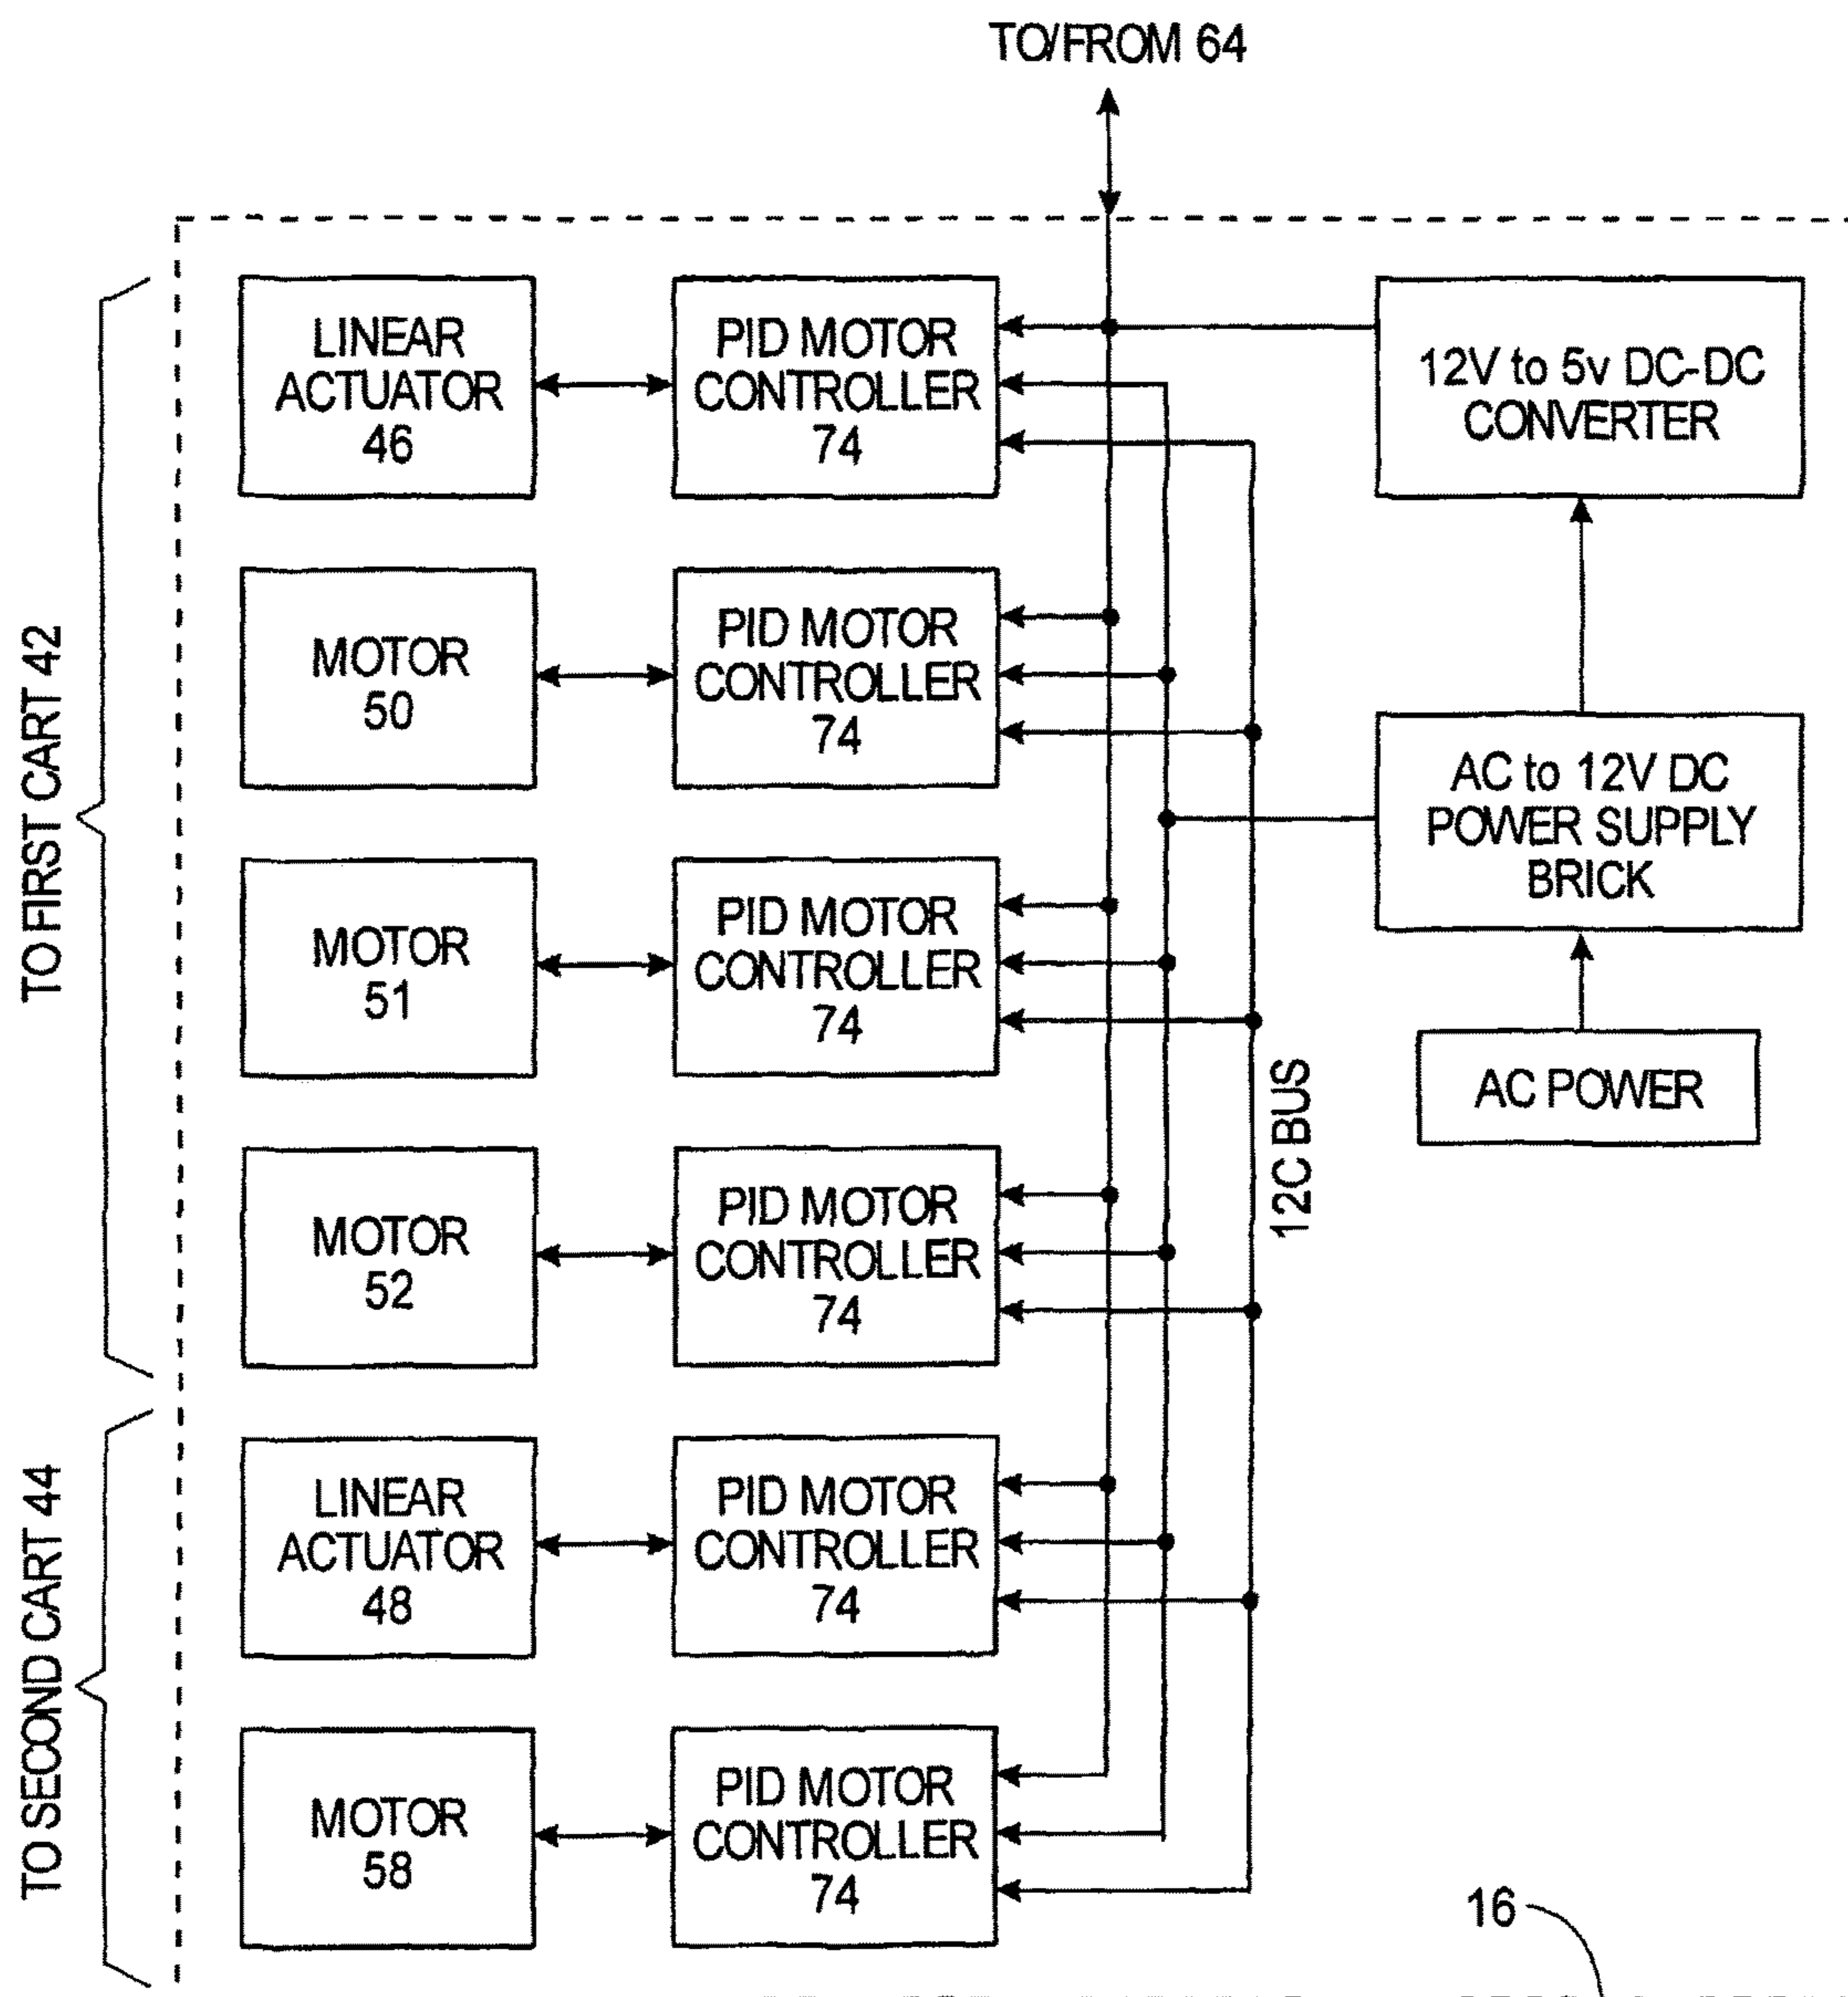 TO/FROM 64
TO FIRST CART 42
LINEAR
ACTUATOR
46
PID MOTOR
CONTROLLER
74
12V to 5v DC-DC
CONVERTER
MOTOR
50
PID MOTOR
CONTROLLER
74
AC to 12V DC
POWER SUPPLY
BRICK
MOTOR
51
PID MOTOR
CONTROLLER
74
AC POWER
12C BUS
MOTOR
52
PID MOTOR
CONTROLLER
74
TO SECOND CART 44
LINEAR
ACTUATOR
48
PID MOTOR
CONTROLLER
74
MOTOR
58
PID MOTOR
CONTROLLER
74
16